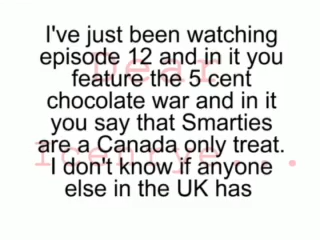 Dear
I've just been watching
episode 12 and in it you
feature the 5 cent
chocolate war and in it
you say that Smarties
are a Canada only treat.
I don't know if anyone
else in the UK has